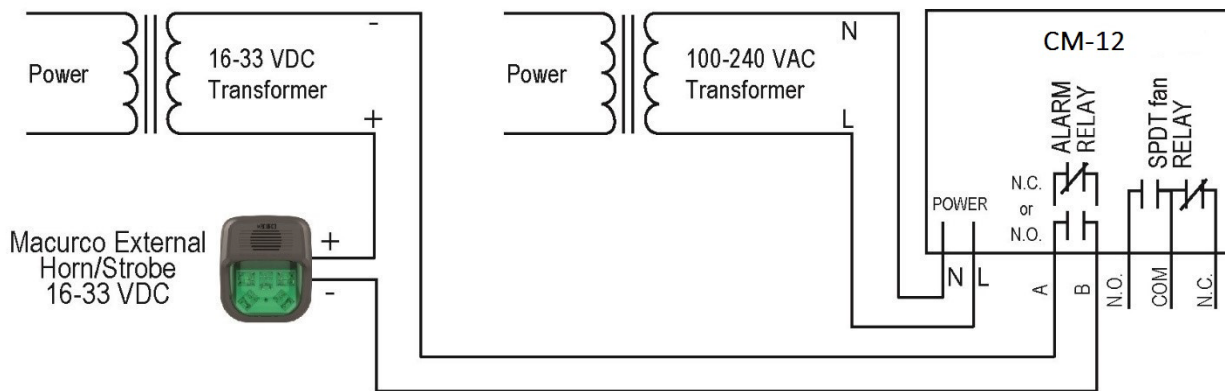 -
16-33 VDC
Transformer
Power
+
N
100-240 VAC
Transformer
Power
L
CM-12
ALARM
RELAY
SPDT fan
RELAY
N.C.
or
N.O.
POWER
N L
A
B
N.O.
COM
N.C.
Macurco External
Horn/Strobe
16-33 VDC
+
-